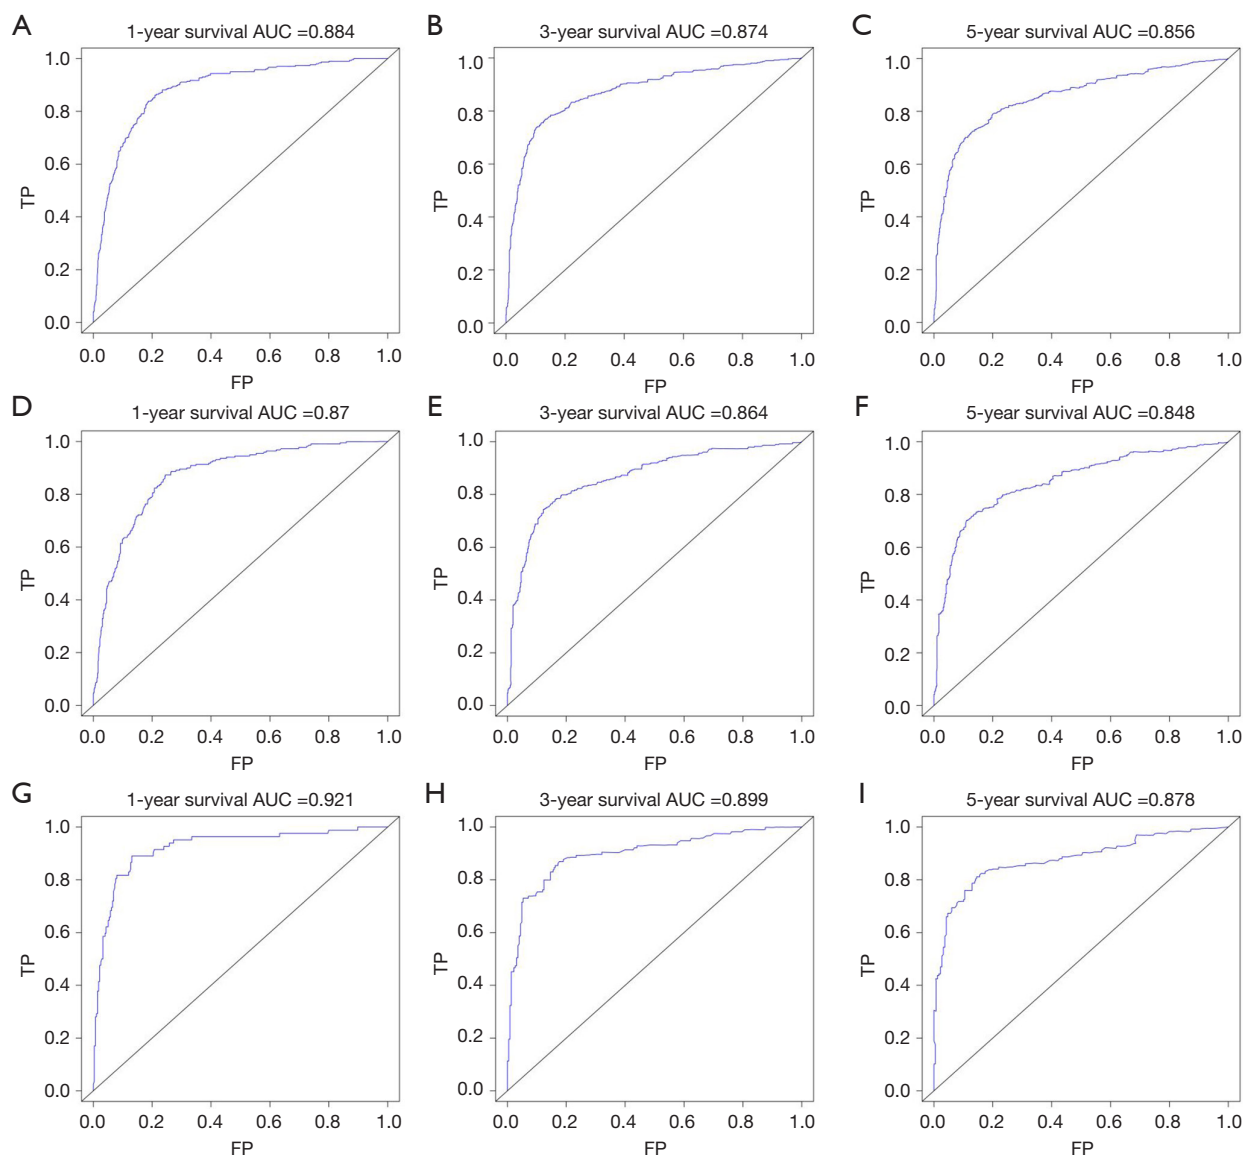 A
1-year survival AUC =0.884
1.0
0.8
0.6
0.4
0.2
0.0
TP
0.0 0.2 0.4 0.6 0.8 1.0
FP
B
3-year survival AUC =0.874
1.0
0.8
0.6
0.4
0.2
0.0
TP
0.0 0.2 0.4 0.6 0.8 1.0
FP
C
5-year survival AUC =0.856
1.0
0.8
0.6
0.4
0.2
0.0
TP
0.0 0.2 0.4 0.6 0.8 1.0
FP
D
1-year survival AUC =0.87
1.0
0.8
0.6
0.4
0.2
0.0
TP
0.0 0.2 0.4 0.6 0.8 1.0
FP
E
3-year survival AUC =0.864
1.0
0.8
0.6
0.4
0.2
0.0
TP
0.0 0.2 0.4 0.6 0.8 1.0
FP
F
5-year survival AUC =0.848
1.0
0.8
0.6
0.4
0.2
0.0
TP
0.0 0.2 0.4 0.6 0.8 1.0
FP
G
1-year survival AUC =0.921
1.0
0.8
0.6
0.4
0.2
0.0
TP
0.0 0.2 0.4 0.6 0.8 1.0
FP
H
3-year survival AUC =0.899
1.0
0.8
0.6
0.4
0.2
0.0
TP
0.0 0.2 0.4 0.6 0.8 1.0
FP
I
5-year survival AUC =0.878
1.0
0.8
0.6
0.4
0.2
0.0
TP
0.0 0.2 0.4 0.6 0.8 1.0
FP